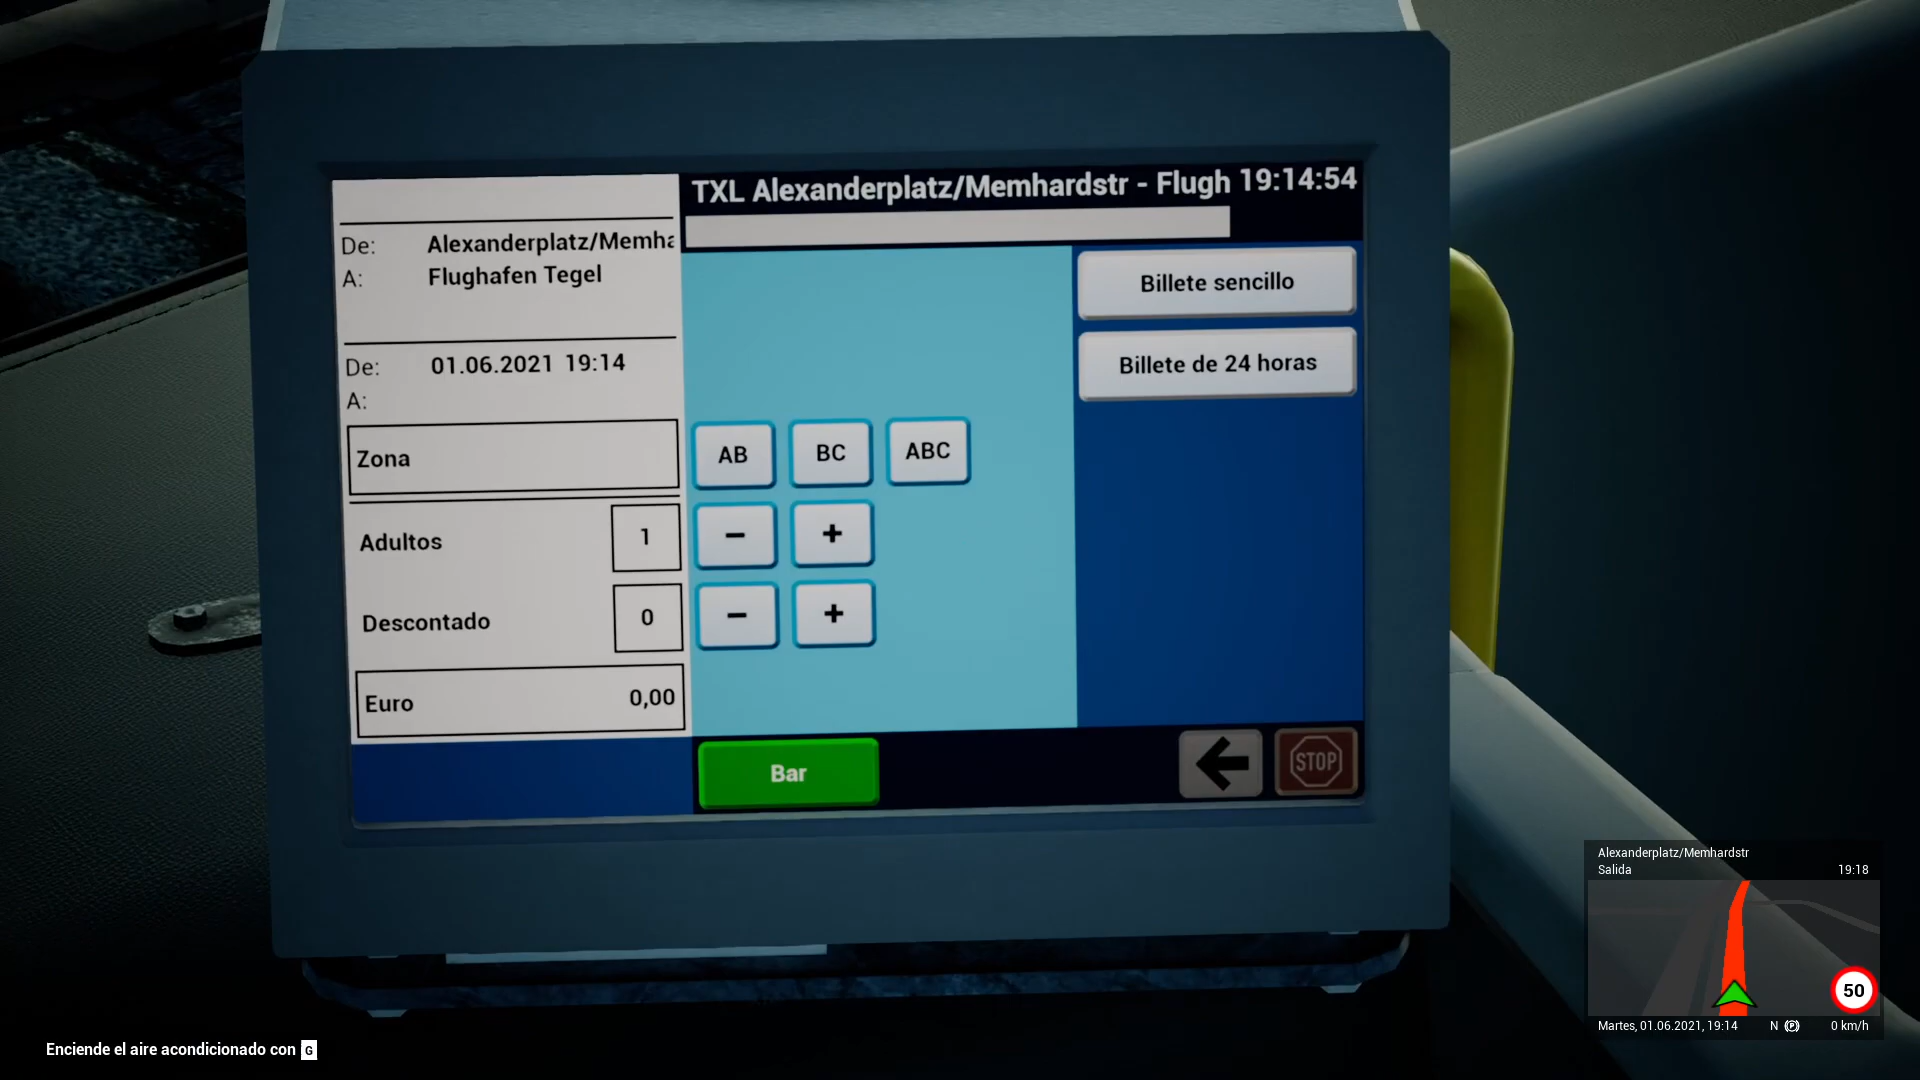 TXL Alexanderplatz/Memhardstr - Flugh 19:14:54
De: Alexanderplatz/Memha
A: Flughafen Tegel
De: 01.06.2021 19:14
A:
Zona
AB BC ABC
Adultos 1 - +
Descontado 0 - +
Euro 0,00
Billete sencillo
Billete de 24 horas
Bar
STOP
Alexanderplatz/Memhardstr
Salida 19:18
50
Martes, 01.06.2021, 19:14 N (P) 0 km/h
Enciende el aire acondicionado con G